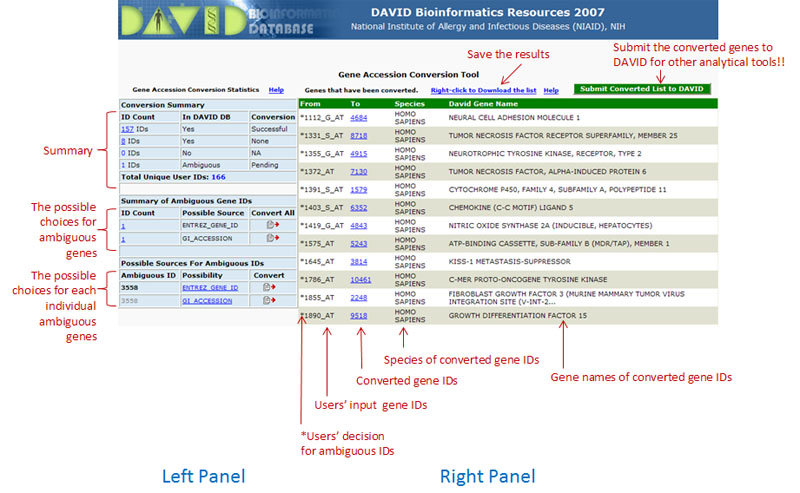 DAVID BIOINFORMATICS DATABASE
DAVID Bioinformatics Resources 2007
National Institute of Allergy and Infectious Diseases (NIAID), NIH
Save the results
Submit the converted genes to
DAVID for other analytical tools!!
Gene Accession Conversion Tool
Gene Accession Conversion Statistics Help
Genes that have been converted. Right-click to Download the list Help Submit Converted List to DAVID
Conversion Summary
ID Count In DAVID DB Conversion
157 IDs Yes Successful
8 IDs Yes None
0 IDs No NA
1 IDs Ambiguous Pending
Total Unique User IDs: 166
Summary
Summary of Ambiguous Gene IDs
ID Count Possible Source Convert All
1 ENTREZ_GENE_ID
1 GI_ACCESSION
The possible
choices for
ambiguous
genes
Possible Sources For Ambiguous IDs
Ambiguous ID Possibility Convert
3558 ENTREZ_GENE_ID
3558 GI_ACCESSION
The possible
choices for each
individual
ambiguous
genes
From To Species David Gene Name
*1112_G_AT 4684 HOMO SAPIENS NEURAL CELL ADHESION MOLECULE 1
*1331_S_AT 8718 HOMO SAPIENS TUMOR NECROSIS FACTOR RECEPTOR SUPERFAMILY, MEMBER 25
*1355_G_AT 4915 HOMO SAPIENS NEUROTROPHIC TYROSINE KINASE, RECEPTOR, TYPE 2
*1372_AT 7130 HOMO SAPIENS TUMOR NECROSIS FACTOR, ALPHA-INDUCED PROTEIN 6
*1391_S_AT 1579 HOMO SAPIENS CYTOCHROME P450, FAMILY 4, SUBFAMILY A, POLYPEPTIDE 11
*1403_S_AT 6352 HOMO SAPIENS CHEMOKINE (C-C MOTIF) LIGAND 5
*1419_G_AT 4843 HOMO SAPIENS NITRIC OXIDE SYNTHASE 2A (INDUCIBLE, HEPATOCYTES)
*1575_AT 5243 HOMO SAPIENS ATP-BINDING CASSETTE, SUB-FAMILY B (MDR/TAP), MEMBER 1
*1645_AT 3814 HOMO SAPIENS KISS-1 METASTASIS-SUPPRESSOR
*1786_AT 10461 HOMO SAPIENS C-MER PROTO-ONCOGENE TYROSINE KINASE
*1855_AT 2248 HOMO SAPIENS FIBROBLAST GROWTH FACTOR 3 (MURINE MAMMARY TUMOR VIRUS INTEGRATION SITE (V-INT-2...
*1890_AT 9518 HOMO SAPIENS GROWTH DIFFERENTIATION FACTOR 15
Species of converted gene IDs
Converted gene IDs
Gene names of converted gene IDs
Users' input gene IDs
*Users' decision
for ambiguous IDs
Left Panel
Right Panel